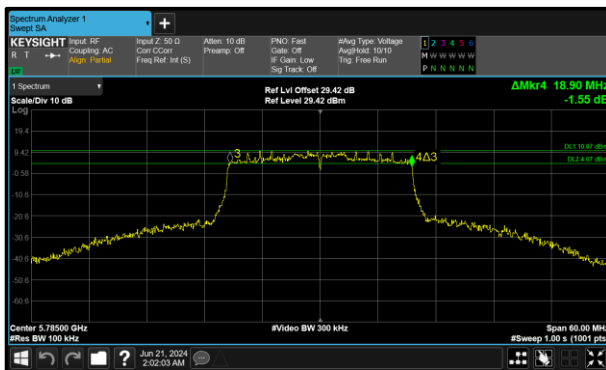 Spectrum Analyzer 1
Swept SA
KEYSIGHT Input: RF Input Z: 50 Ω Atten: 10 dB PNO: Fast #Avg Type: Voltage 1 2 3 4 5 6
R T Coupling: AC Corr CCorr Preamp: Off Gate: Off Avg|Hold: 10/10 M W W W W W
Align: Partial Freq Ref: Int (S) IF Gain: Low Trig: Free Run
Sig Track: Off P N N N N N
1 Spectrum Ref Lvl Offset 29.42 dB ΔMkr4 18.90 MHz
Scale/Div 10 dB Ref Level 29.42 dBm -1.55 dB
Log
19.4
9.42 3 4Δ3 DL1 10.07 dBm
DL2 4.07 dBm
-0.58
-10.6
-20.6
-30.6
-40.6
-50.6
-60.6
Center 5.78500 GHz #Video BW 300 kHz Span 60.00 MHz
#Res BW 100 kHz #Sweep 1.00 s (1001 pts)
? Jun 21, 2024
2:02:03 AM